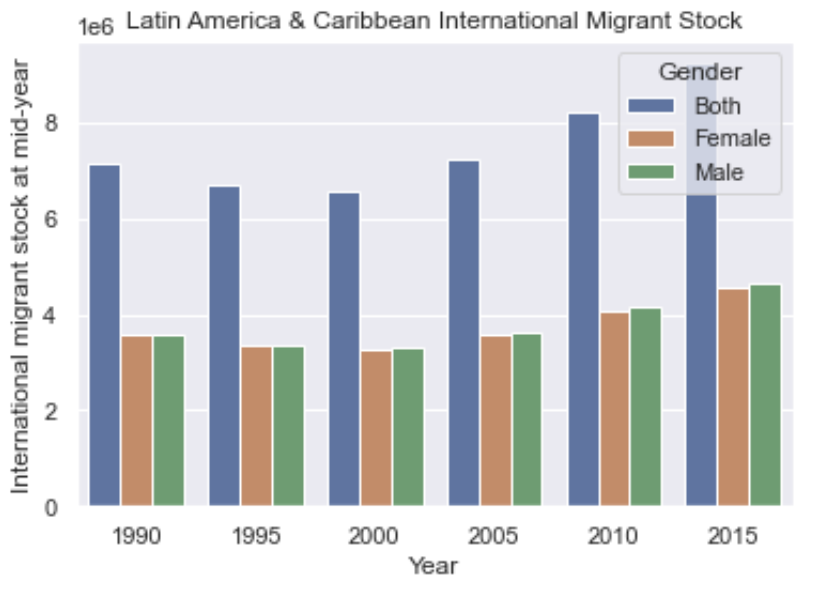 1e6 Latin America & Caribbean International Migrant Stock
International migrant stock at mid-year
8
6
4
2
0
Gender
Both
Female
Male
1990 1995 2000 2005 2010 2015
Year